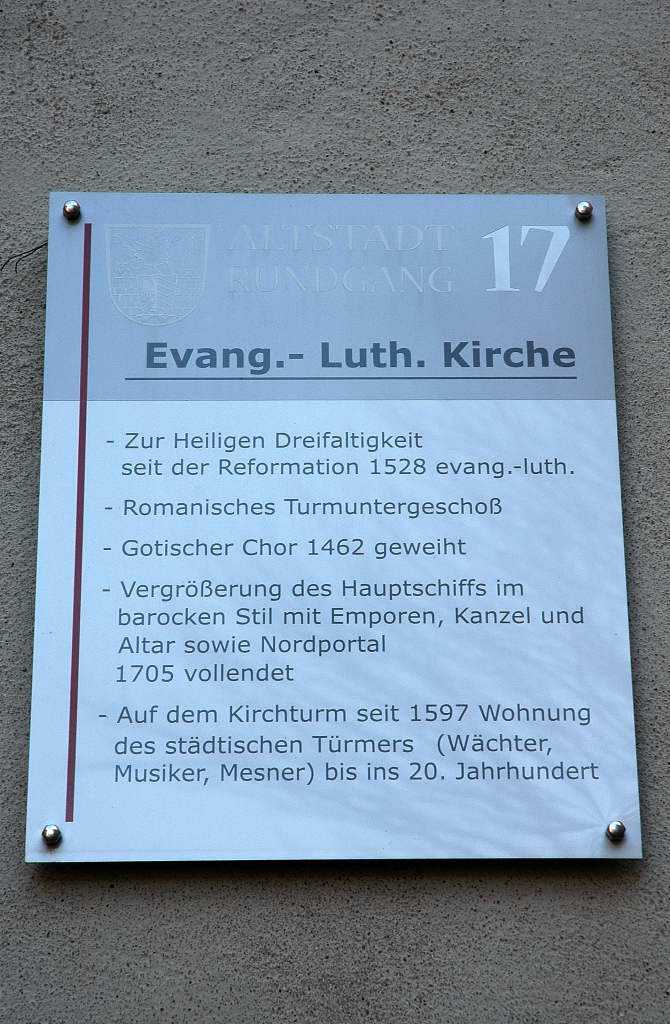 ALTSTADT
RUNDGANG 17
Evang.- Luth. Kirche
- Zur Heiligen Dreifaltigkeit
seit der Reformation 1528 evang.-luth.
- Romanisches Turmuntergeschoß
- Gotischer Chor 1462 geweiht
- Vergrößerung des Hauptschiffs im
barocken Stil mit Emporen, Kanzel und
Altar sowie Nordportal
1705 vollendet
- Auf dem Kirchturm seit 1597 Wohnung
des städtischen Türmers (Wächter,
Musiker, Mesner) bis ins 20. Jahrhundert